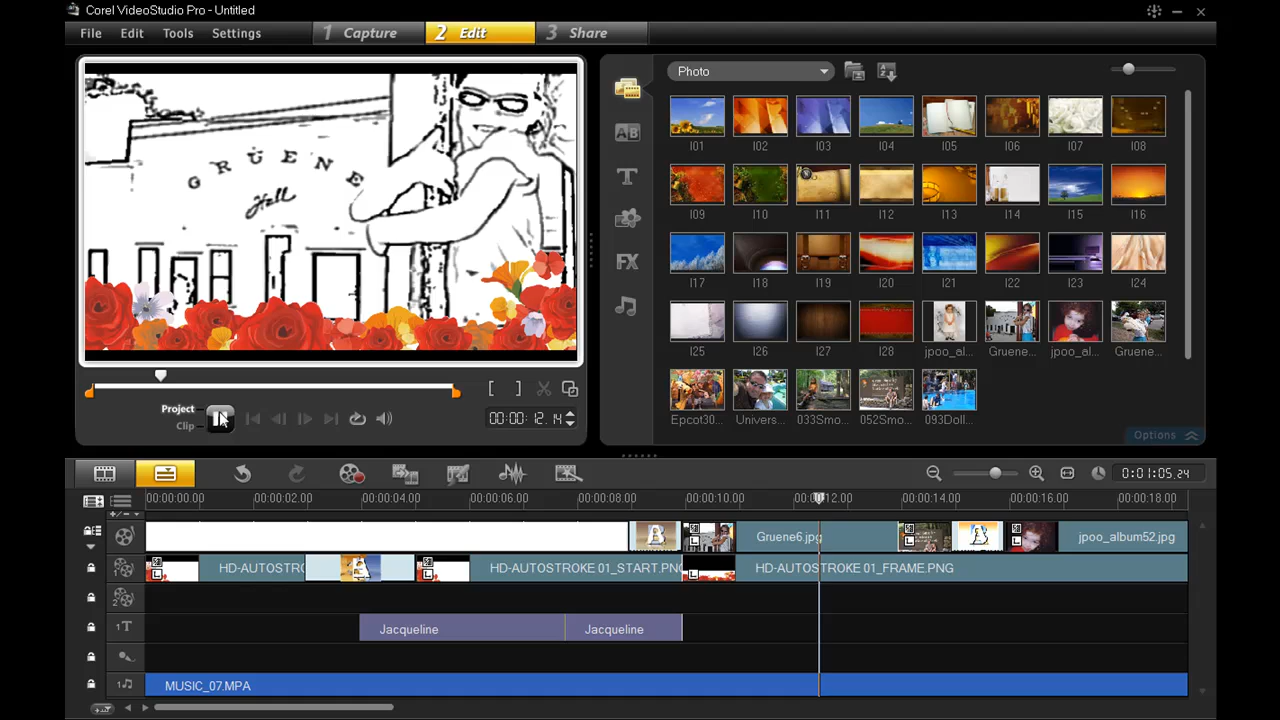 Corel VideoStudio Pro - Untitled
File Edit Tools Settings 1 Capture 2 Edit 3 Share
Photo
GRUENE
Hall
I01 I02 I03 I04 I05 I06 I07 I08
I09 I10 I11 I12 I13 I14 I15 I16
I17 I18 I19 I20 I21 I22 I23 I24
I25 I26 I27 I28 jpoo_al... Gruene... jpoo_al... Gruene...
Epcot30... Univers... 033Smo... 052Smo... 093Doll...
Project
Clip
[ ]
00:00:12.14
Options
0:01:05.24
00:00:00.00 00:00:02.00 00:00:04.00 00:00:06.00 00:00:08.00 00:00:10.00 00:00:12.00 00:00:14.00 00:00:16.00 00:00:18.00
Gruene6.jpg jpoo_album52.jpg
HD-AUTOSTRO HD-AUTOSTROKE 01_START.PNG HD-AUTOSTROKE 01_FRAME.PNG
Jacqueline Jacqueline
MUSIC_07.MPA